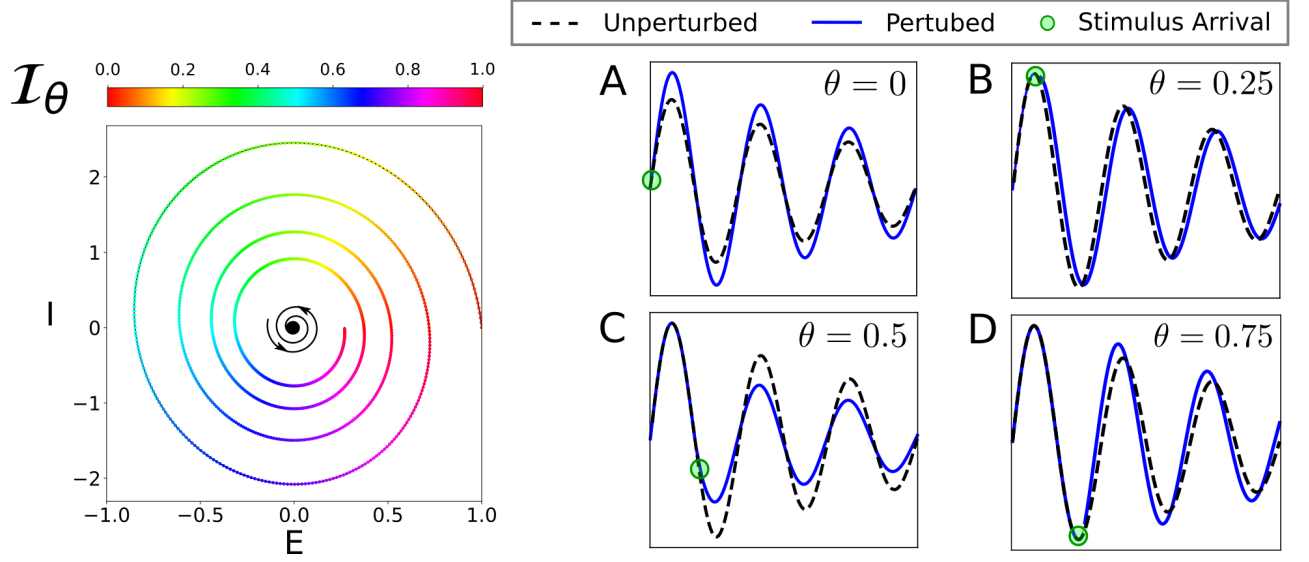 Unperturbed Pertubed Stimulus Arrival
𝓘θ
0.0 0.2 0.4 0.6 0.8 1.0
2
1
0
−1
−2
I
−1.0 −0.5 0.0 0.5 1.0
E
A θ = 0
B θ = 0.25
C θ = 0.5
D θ = 0.75